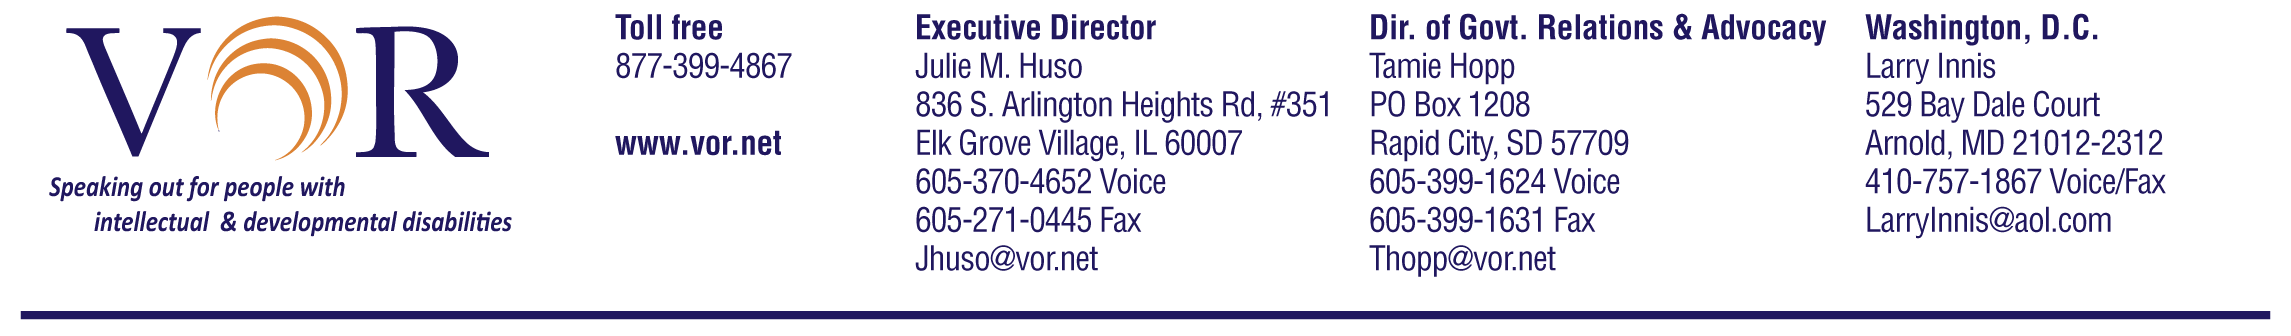 VOR
Speaking out for people with
intellectual & developmental disabilities
Toll free
877-399-4867
www.vor.net
Executive Director
Julie M. Huso
836 S. Arlington Heights Rd, #351
Elk Grove Village, IL 60007
605-370-4652 Voice
605-271-0445 Fax
Jhuso@vor.net
Dir. of Govt. Relations & Advocacy
Tamie Hopp
PO Box 1208
Rapid City, SD 57709
605-399-1624 Voice
605-399-1631 Fax
Thopp@vor.net
Washington, D.C.
Larry Innis
529 Bay Dale Court
Arnold, MD 21012-2312
410-757-1867 Voice/Fax
LarryInnis@aol.com